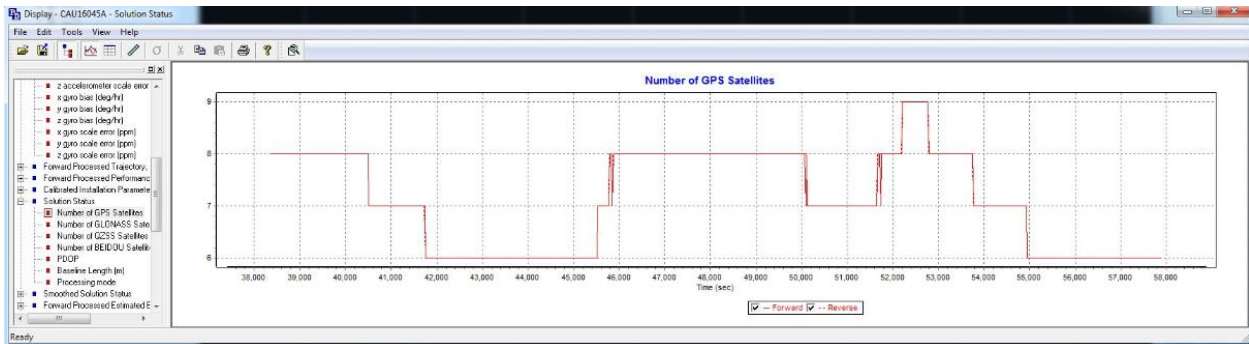 Display - CAU16045A - Solution Status
File Edit Tools View Help
z accelerometer scale error
x gyro bias (deg/hr)
y gyro bias (deg/hr)
z gyro bias (deg/hr)
x gyro scale error (ppm)
y gyro scale error (ppm)
z gyro scale error (ppm)
Forward Processed Trajectory,
Forward Processed Performanc
Calibrated Installation Paramete
Solution Status
Number of GPS Satellites
Number of GLONASS Sate
Number of QZSS Satellites
Number of BEIDOU Satellit
PDOP
Baseline Length (m)
Processing mode
Smoothed Solution Status
Forward Processed Estimated E
Number of GPS Satellites
9
8
7
6
38,000 39,000 40,000 41,000 42,000 43,000 44,000 45,000 46,000 47,000 48,000 49,000 50,000 51,000 52,000 53,000 54,000 55,000 56,000 57,000 58,000
Time (sec)
Forward Reverse
Ready